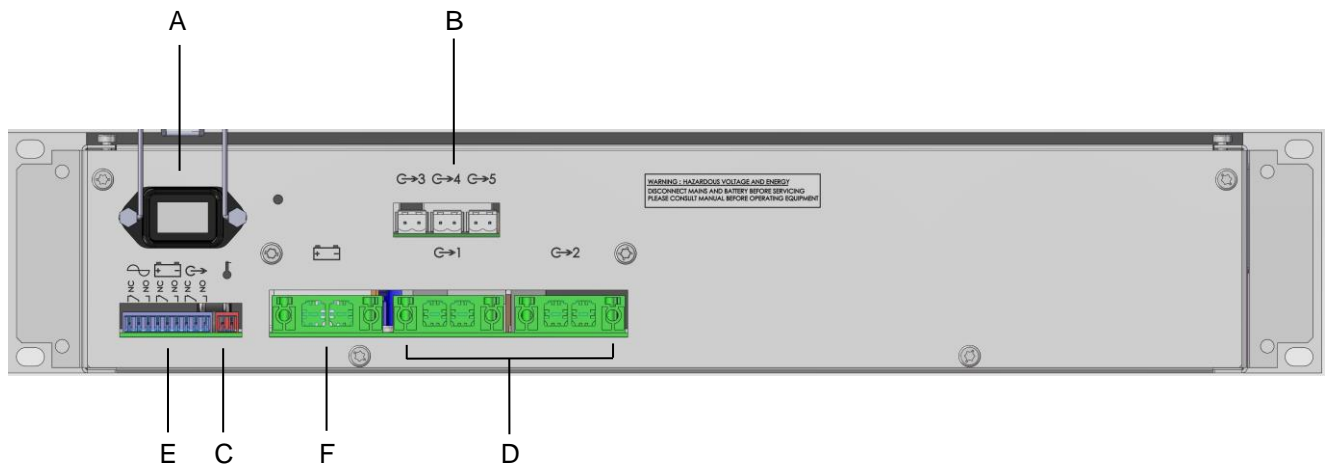 A
B
3 4 5
WARNING : HAZARDOUS VOLTAGE AND ENERGY
DISCONNECT MAINS AND BATTERY BEFORE SERVICING
PLEASE CONSULT MANUAL BEFORE OPERATING EQUIPMENT
1
2
NC NO NC NO NC NO
E
C
F
D